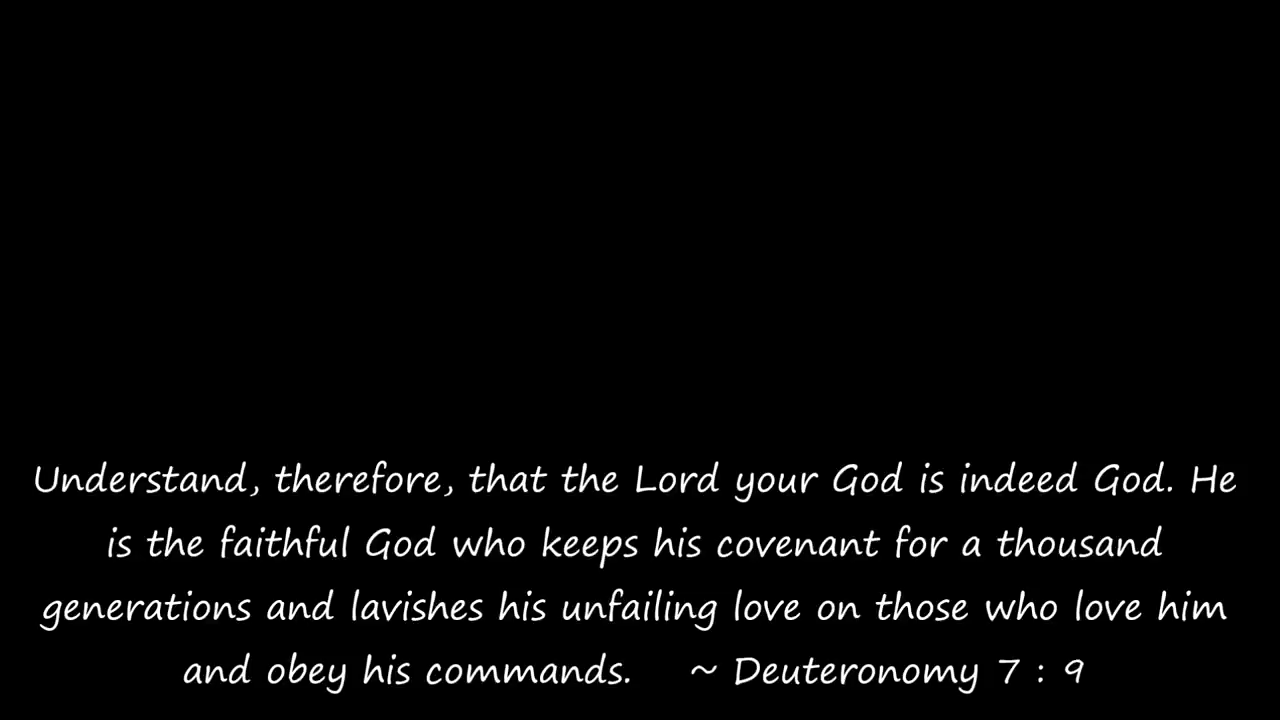 Understand, therefore, that the Lord your God is indeed God. He
is the faithful God who keeps his covenant for a thousand
generations and lavishes his unfailing love on those who love him
and obey his commands. ~ Deuteronomy 7 : 9